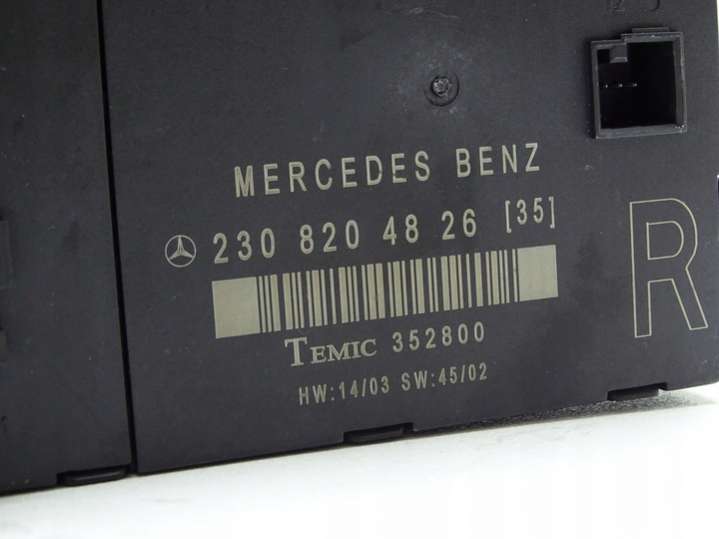 MERCEDES BENZ
230 820 48 26 [35]
TEMIC 352800
HW:14/03 SW:45/02
R